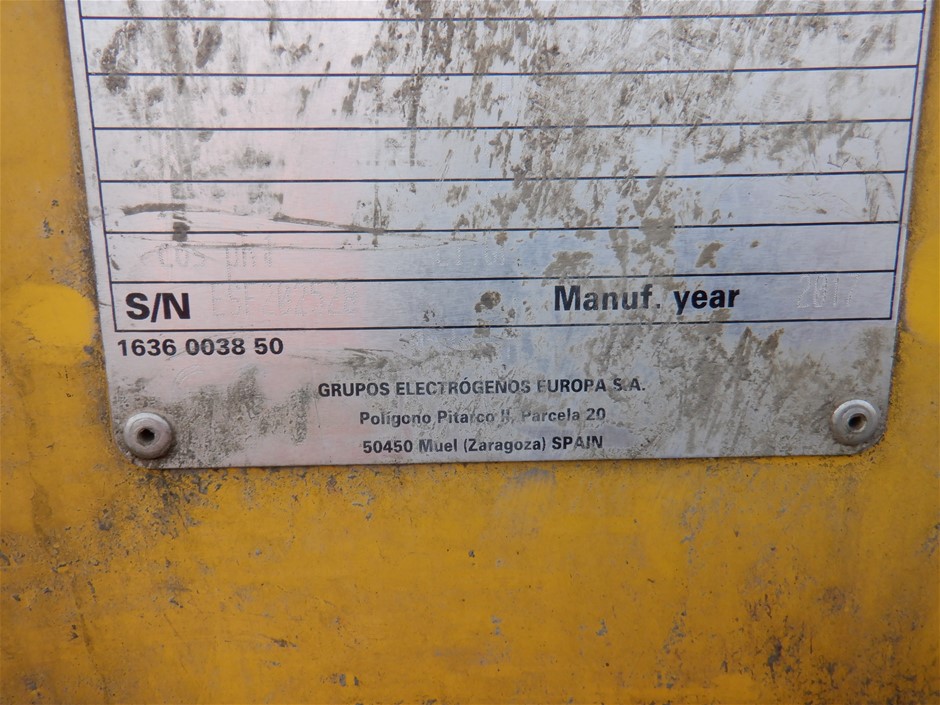 S/N Manuf. year
1636 0038 50
GRUPOS ELECTRÓGENOS EUROPA S.A.
Polígono Pitarco II, Parcela 20
50450 Muel (Zaragoza) SPAIN